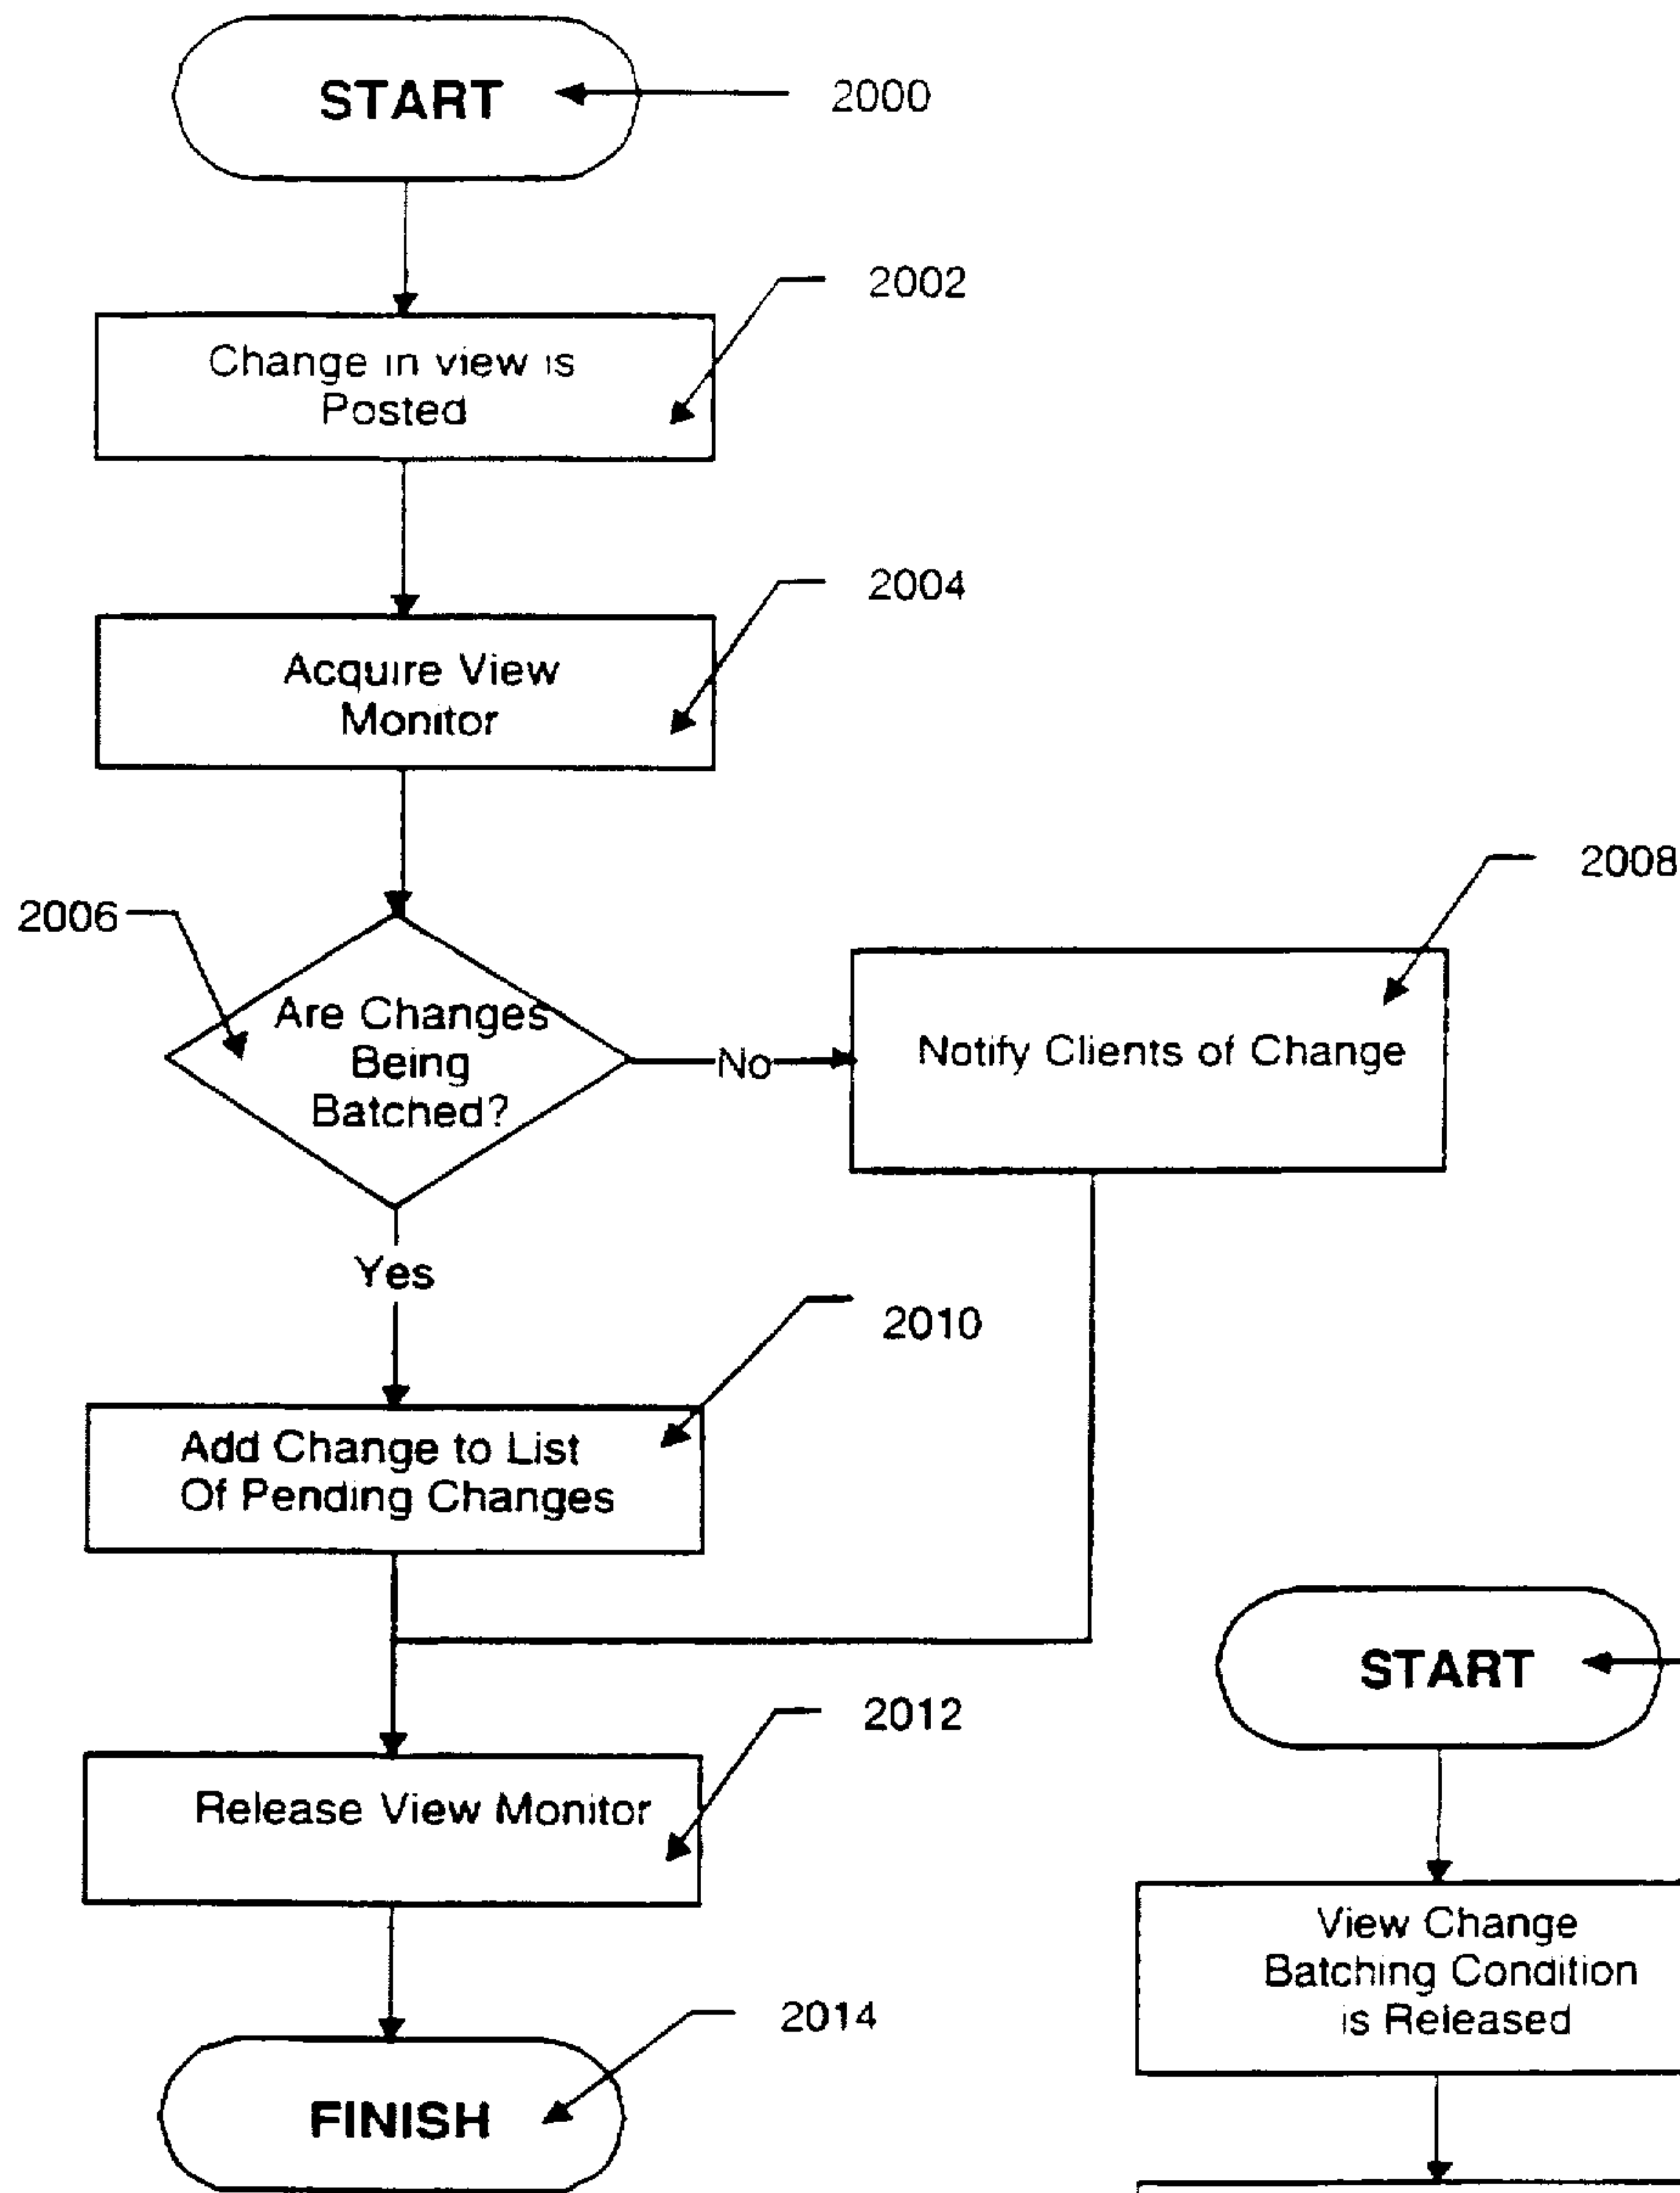 START
2000
Change in view is
Posted
2002
Acquire View
Monitor
2004
2006
Are Changes
Being
Batched?
No
2008
Notify Clients of Change
Yes
2010
Add Change to List
Of Pending Changes
2012
Release View Monitor
2014
FINISH
START
View Change
Batching Condition
is Released